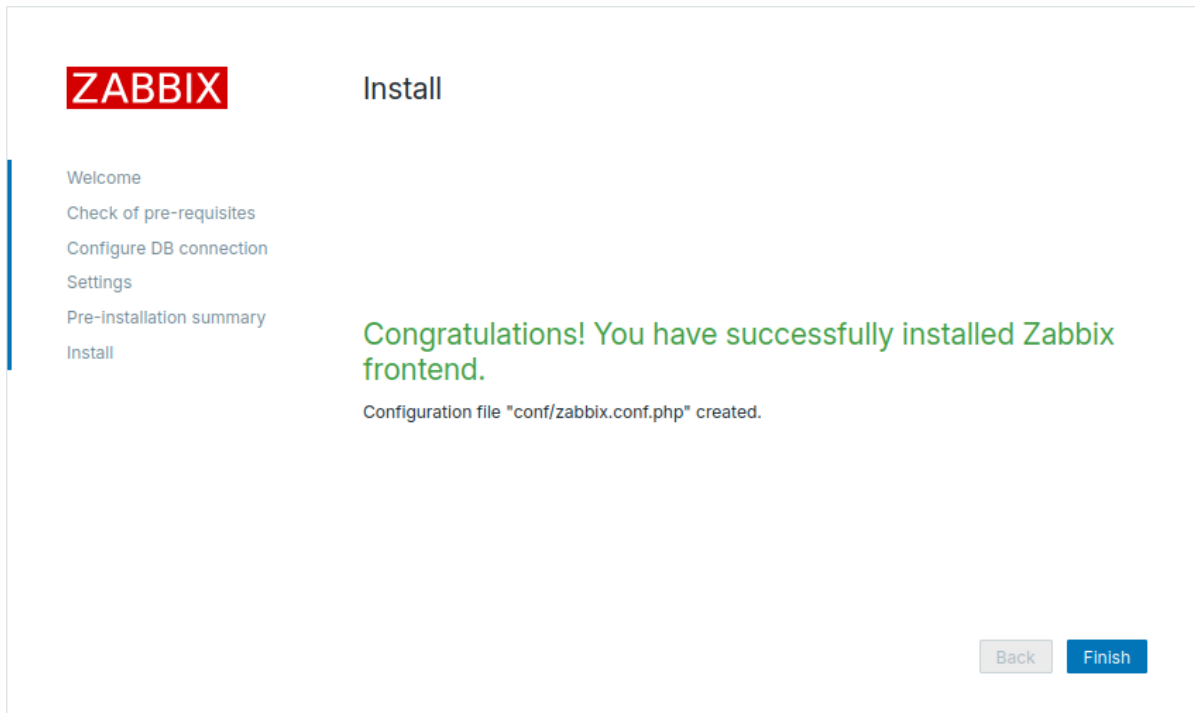 ZABBIX
Install
Welcome
Check of pre-requisites
Configure DB connection
Settings
Pre-installation summary
Install
Congratulations! You have successfully installed Zabbix
frontend.
Configuration file "conf/zabbix.conf.php" created.
Back
Finish